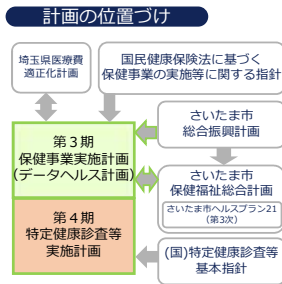 計画の位置づけ
埼玉県医療費
適正化計画
国民健康保険法に基づく
保健事業の実施等に関する指針
第３期
保健事業実施計画
(データヘルス計画)
さいたま市
総合振興計画
さいたま市
保健福祉総合計画
さいたま市ヘルスプラン21
(第3次)
第４期
特定健康診査等
実施計画
(国)特定健康診査等
基本指針